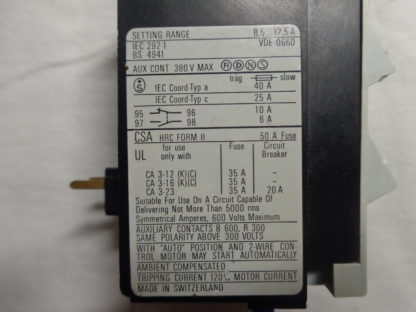 SETTING RANGE 8,5...12,5 A
IEC 292-1 VDE 0660
BS 4941
AUX CONT 380 V MAX R D N S
träg slow
IEC Coord-Typ a 40 A
IEC Coord-Typ c 25 A
95 96 10 A
97 98 6 A
CSA HRC FORM II 50 A Fuse
UL for use only with Fuse Circuit Breaker
CA 3-12 (K)(C) 35 A -
CA 3-16 (K)(C) 35 A -
CA 3-23 35 A 20 A
Suitable For Use On A Circuit Capable Of
Delivering Not More Than 5000 rms
Symmetrical Amperes, 600 Volts Maximum
AUXILIARY CONTACTS B 600, R 300
SAME POLARITY ABOVE 300 VOLTS
WITH "AUTO" POSITION AND 2-WIRE CON-
TROL MOTOR MAY START AUTOMATICALLY
AMBIENT COMPENSATED
TRIPPING CURRENT 120% MOTOR CURRENT
MADE IN SWITZERLAND